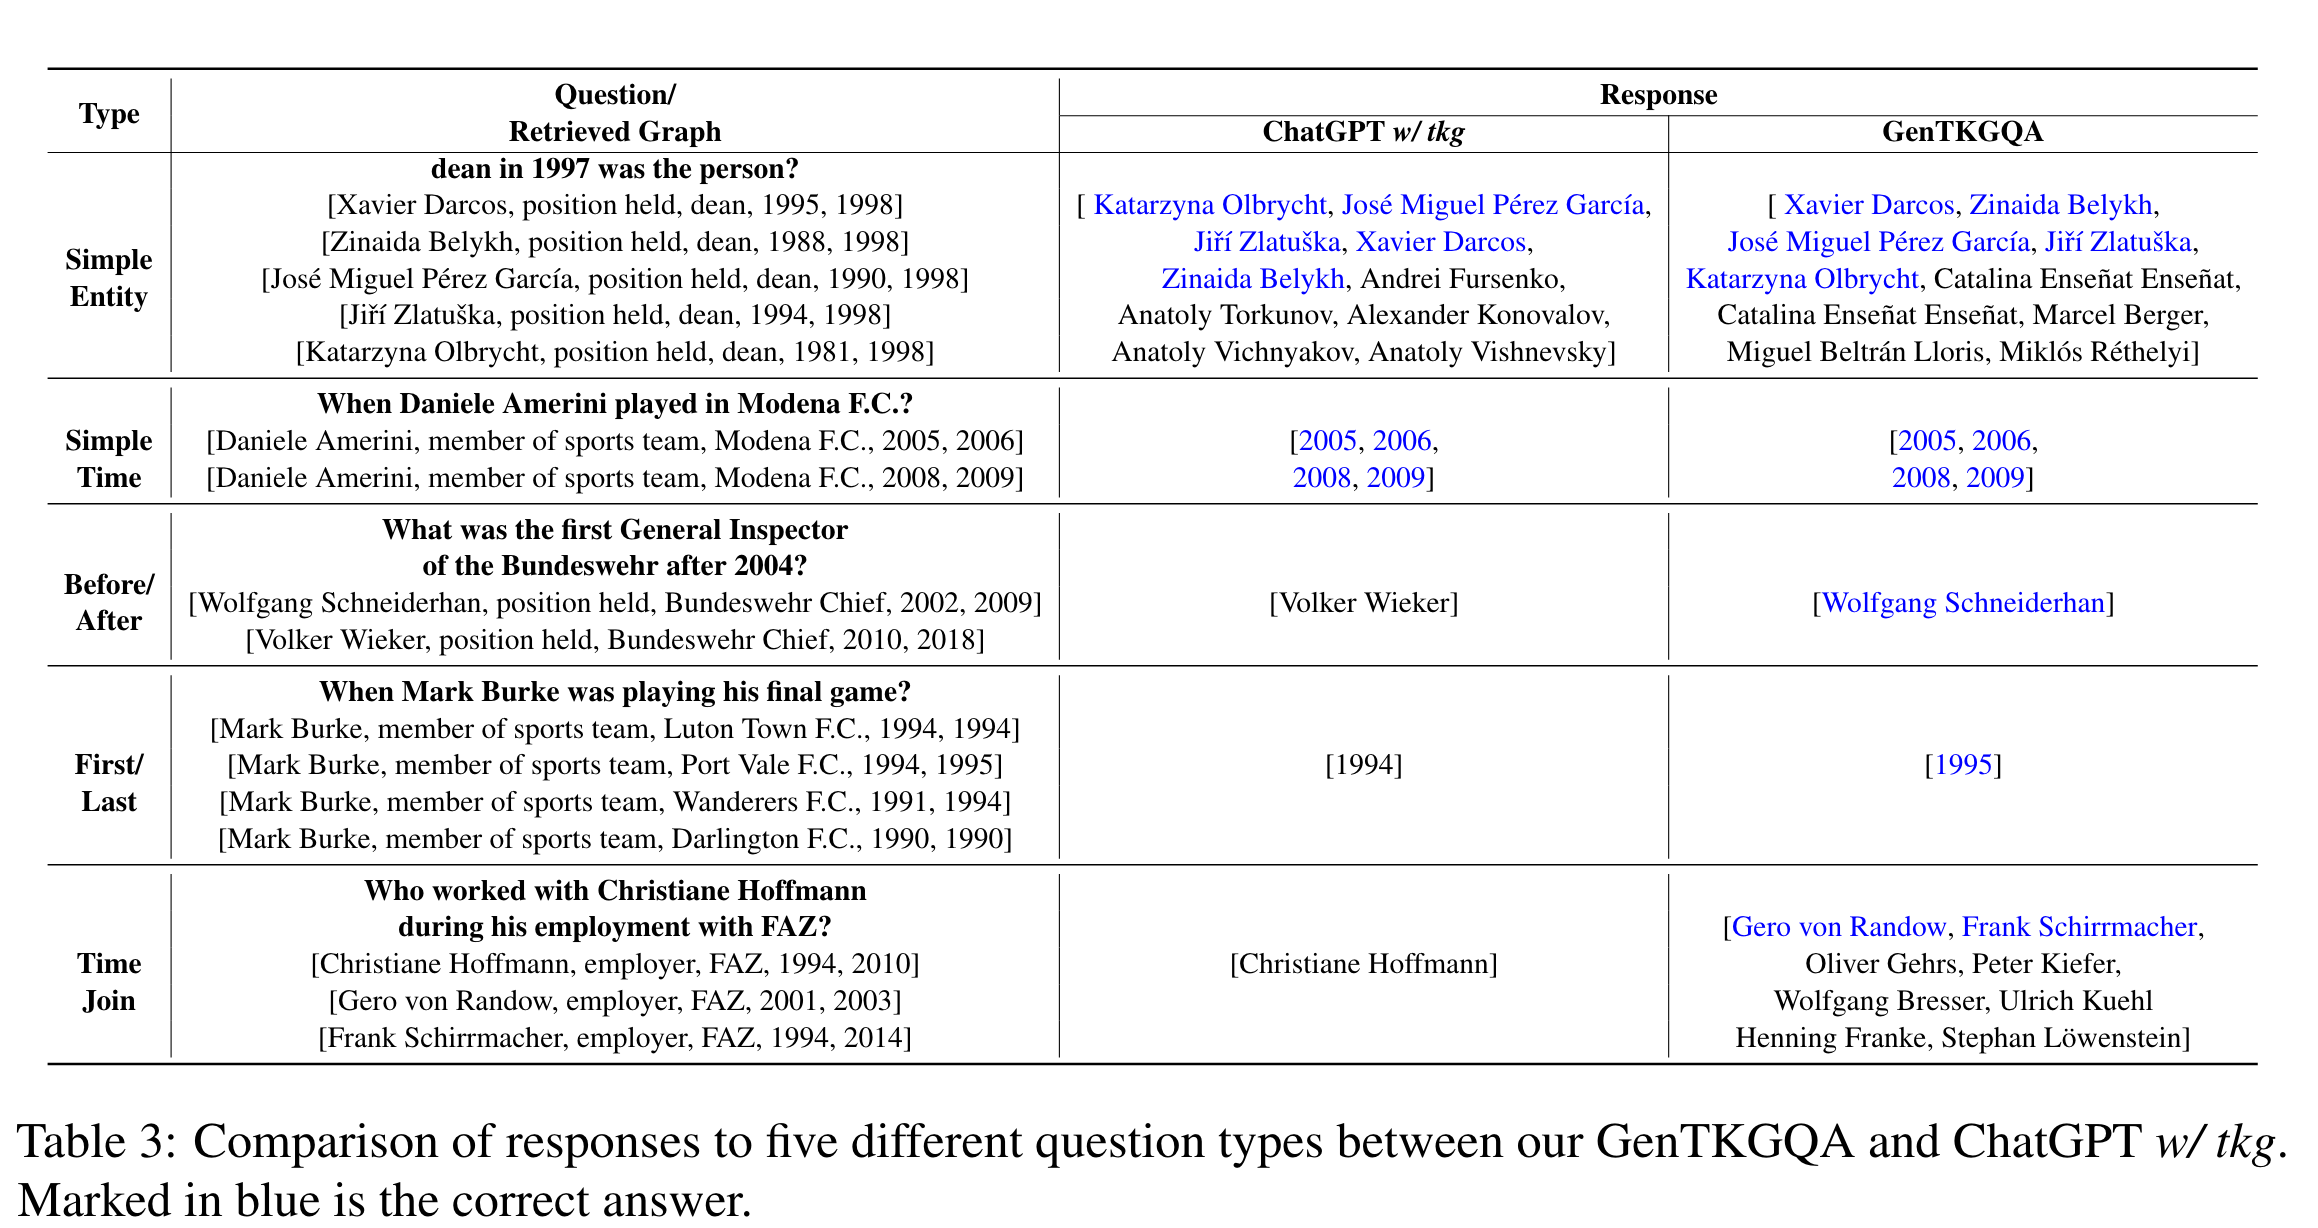 Type
Question/
Retrieved Graph
Response
ChatGPT w/ tkg
GenTKGQA
Simple
Entity
dean in 1997 was the person?
[Xavier Darcos, position held, dean, 1995, 1998]
[Zinaida Belykh, position held, dean, 1988, 1998]
[José Miguel Pérez García, position held, dean, 1990, 1998]
[Jiří Zlatuška, position held, dean, 1994, 1998]
[Katarzyna Olbrycht, position held, dean, 1981, 1998]
[ Katarzyna Olbrycht, José Miguel Pérez García,
Jiří Zlatuška, Xavier Darcos,
Zinaida Belykh, Andrei Fursenko,
Anatoly Torkunov, Alexander Konovalov,
Anatoly Vichnyakov, Anatoly Vishnevsky]
[ Xavier Darcos, Zinaida Belykh,
José Miguel Pérez García, Jiří Zlatuška,
Katarzyna Olbrycht, Catalina Enseñat Enseñat,
Catalina Enseñat Enseñat, Marcel Berger,
Miguel Beltrán Lloris, Miklós Réthelyi]
Simple
Time
When Daniele Amerini played in Modena F.C.?
[Daniele Amerini, member of sports team, Modena F.C., 2005, 2006]
[Daniele Amerini, member of sports team, Modena F.C., 2008, 2009]
[2005, 2006,
2008, 2009]
[2005, 2006,
2008, 2009]
Before/
After
What was the first General Inspector
of the Bundeswehr after 2004?
[Wolfgang Schneiderhan, position held, Bundeswehr Chief, 2002, 2009]
[Volker Wieker, position held, Bundeswehr Chief, 2010, 2018]
[Volker Wieker]
[Wolfgang Schneiderhan]
First/
Last
When Mark Burke was playing his final game?
[Mark Burke, member of sports team, Luton Town F.C., 1994, 1994]
[Mark Burke, member of sports team, Port Vale F.C., 1994, 1995]
[Mark Burke, member of sports team, Wanderers F.C., 1991, 1994]
[Mark Burke, member of sports team, Darlington F.C., 1990, 1990]
[1994]
[1995]
Time
Join
Who worked with Christiane Hoffmann
during his employment with FAZ?
[Christiane Hoffmann, employer, FAZ, 1994, 2010]
[Gero von Randow, employer, FAZ, 2001, 2003]
[Frank Schirrmacher, employer, FAZ, 1994, 2014]
[Christiane Hoffmann]
[Gero von Randow, Frank Schirrmacher,
Oliver Gehrs, Peter Kiefer,
Wolfgang Bresser, Ulrich Kuehl
Henning Franke, Stephan Löwenstein]
Table 3: Comparison of responses to five different question types between our GenTKGQA and ChatGPT w/ tkg.
Marked in blue is the correct answer.